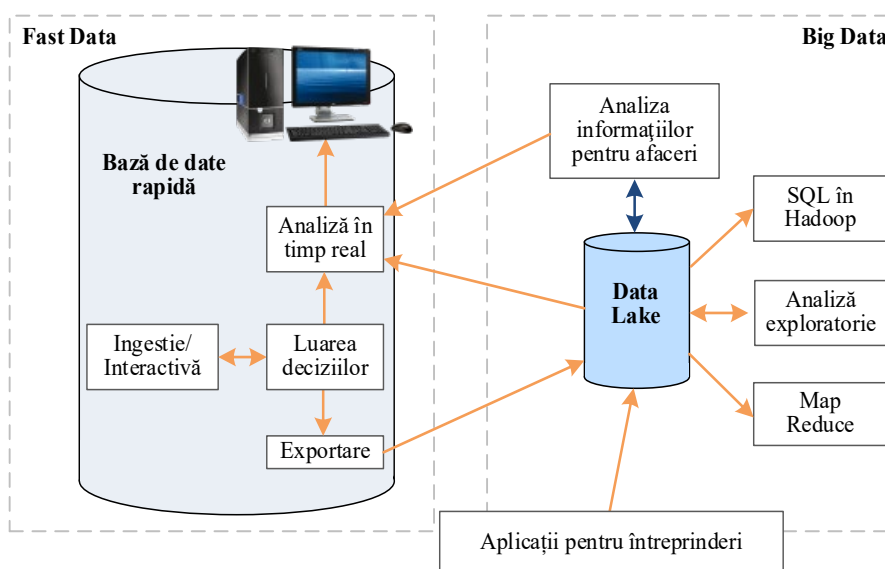 Fast Data
Big Data
Bază de date
rapidă
Analiză în
timp real
Ingestie/
Interactivă
Luarea
deciziilor
Exportare
Analiza
informaţiilor
pentru afaceri
Data
Lake
SQL în
Hadoop
Analiză
exploratorie
Map
Reduce
Aplicații pentru întreprinderi